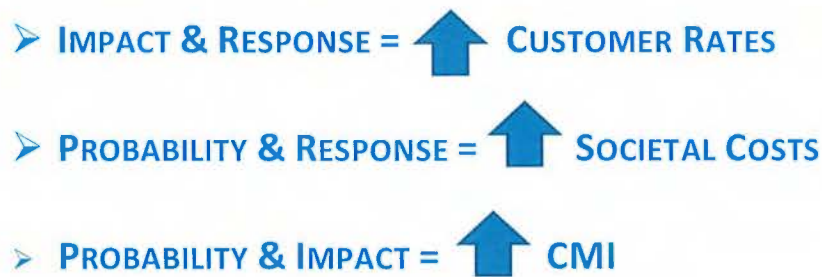 ➢ IMPACT & RESPONSE = ⬆ CUSTOMER RATES
➢ PROBABILITY & RESPONSE = ⬆ SOCIETAL COSTS
➢ PROBABILITY & IMPACT = ⬆ CMI